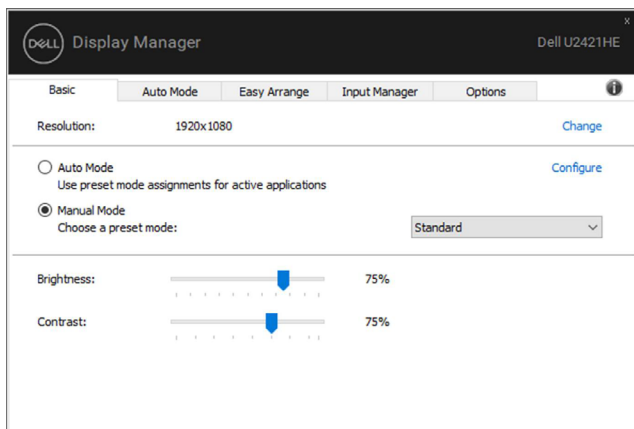 x
DELL Display Manager Dell U2421HE
Basic Auto Mode Easy Arrange Input Manager Options i
Resolution: 1920x1080 Change
Auto Mode Configure
Use preset mode assignments for active applications
Manual Mode
Choose a preset mode: Standard
Brightness: 75%
Contrast: 75%